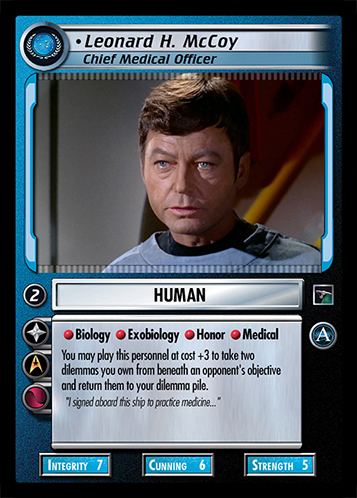 • Leonard H. McCoy
Chief Medical Officer
2
HUMAN
A
• Biology • Exobiology • Honor • Medical
You may play this personnel at cost +3 to take two
dilemmas you own from beneath an opponent's objective
and return them to your dilemma pile.
"I signed aboard this ship to practice medicine..."
INTEGRITY 7
CUNNING 6
STRENGTH 5